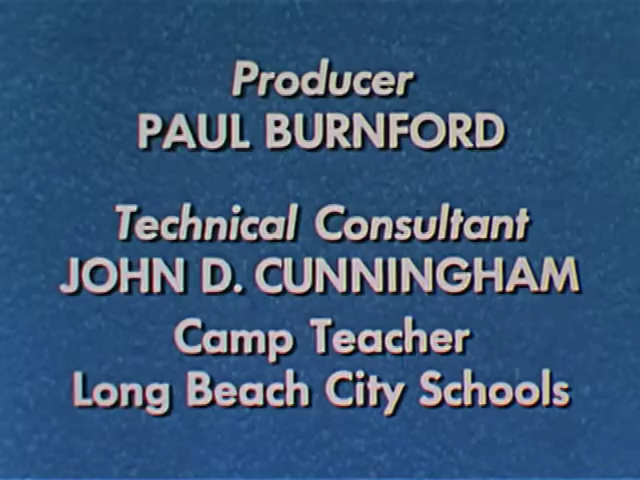 Producer
PAUL BURNFORD
Technical Consultant
JOHN D. CUNNINGHAM
Camp Teacher
Long Beach City Schools